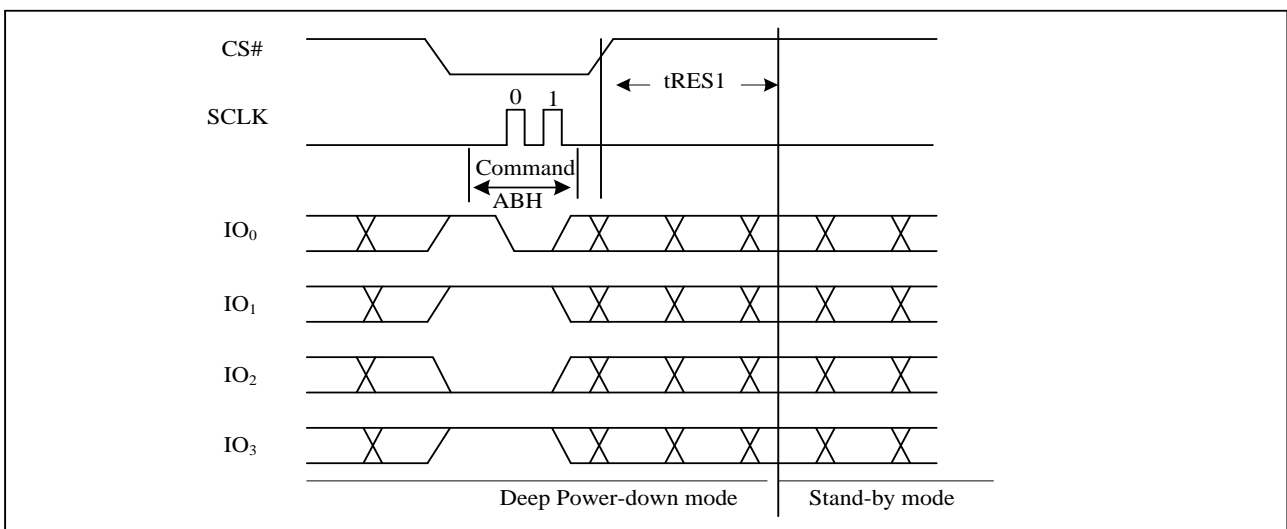 CS#
tRES1
0 1
SCLK
Command
ABH
IO₀
IO₁
IO₂
IO₃
Deep Power-down mode Stand-by mode